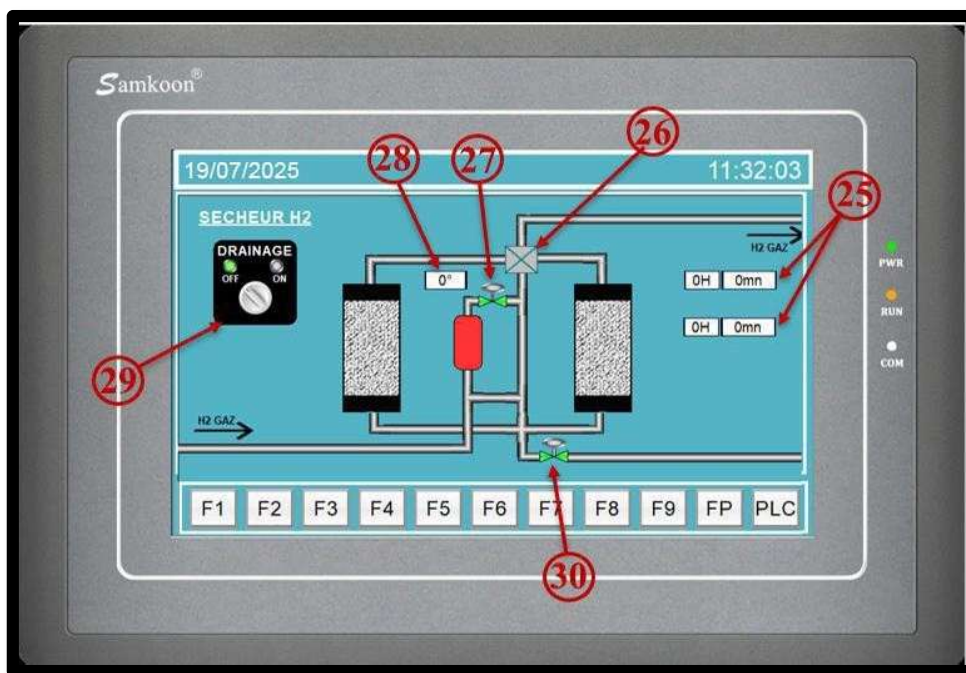 Samkoon®
26
28
27
19/07/2025
11:32:03
25
SECHEUR H2
H2 GAZ
DRAINAGE
OFF
ON
0°
0H
0mn
PWR
RUN
0H
0mn
COM
29
H2 GAZ
F1
F2
F3
F4
F5
F6
F7
F8
F9
FP
PLC
30